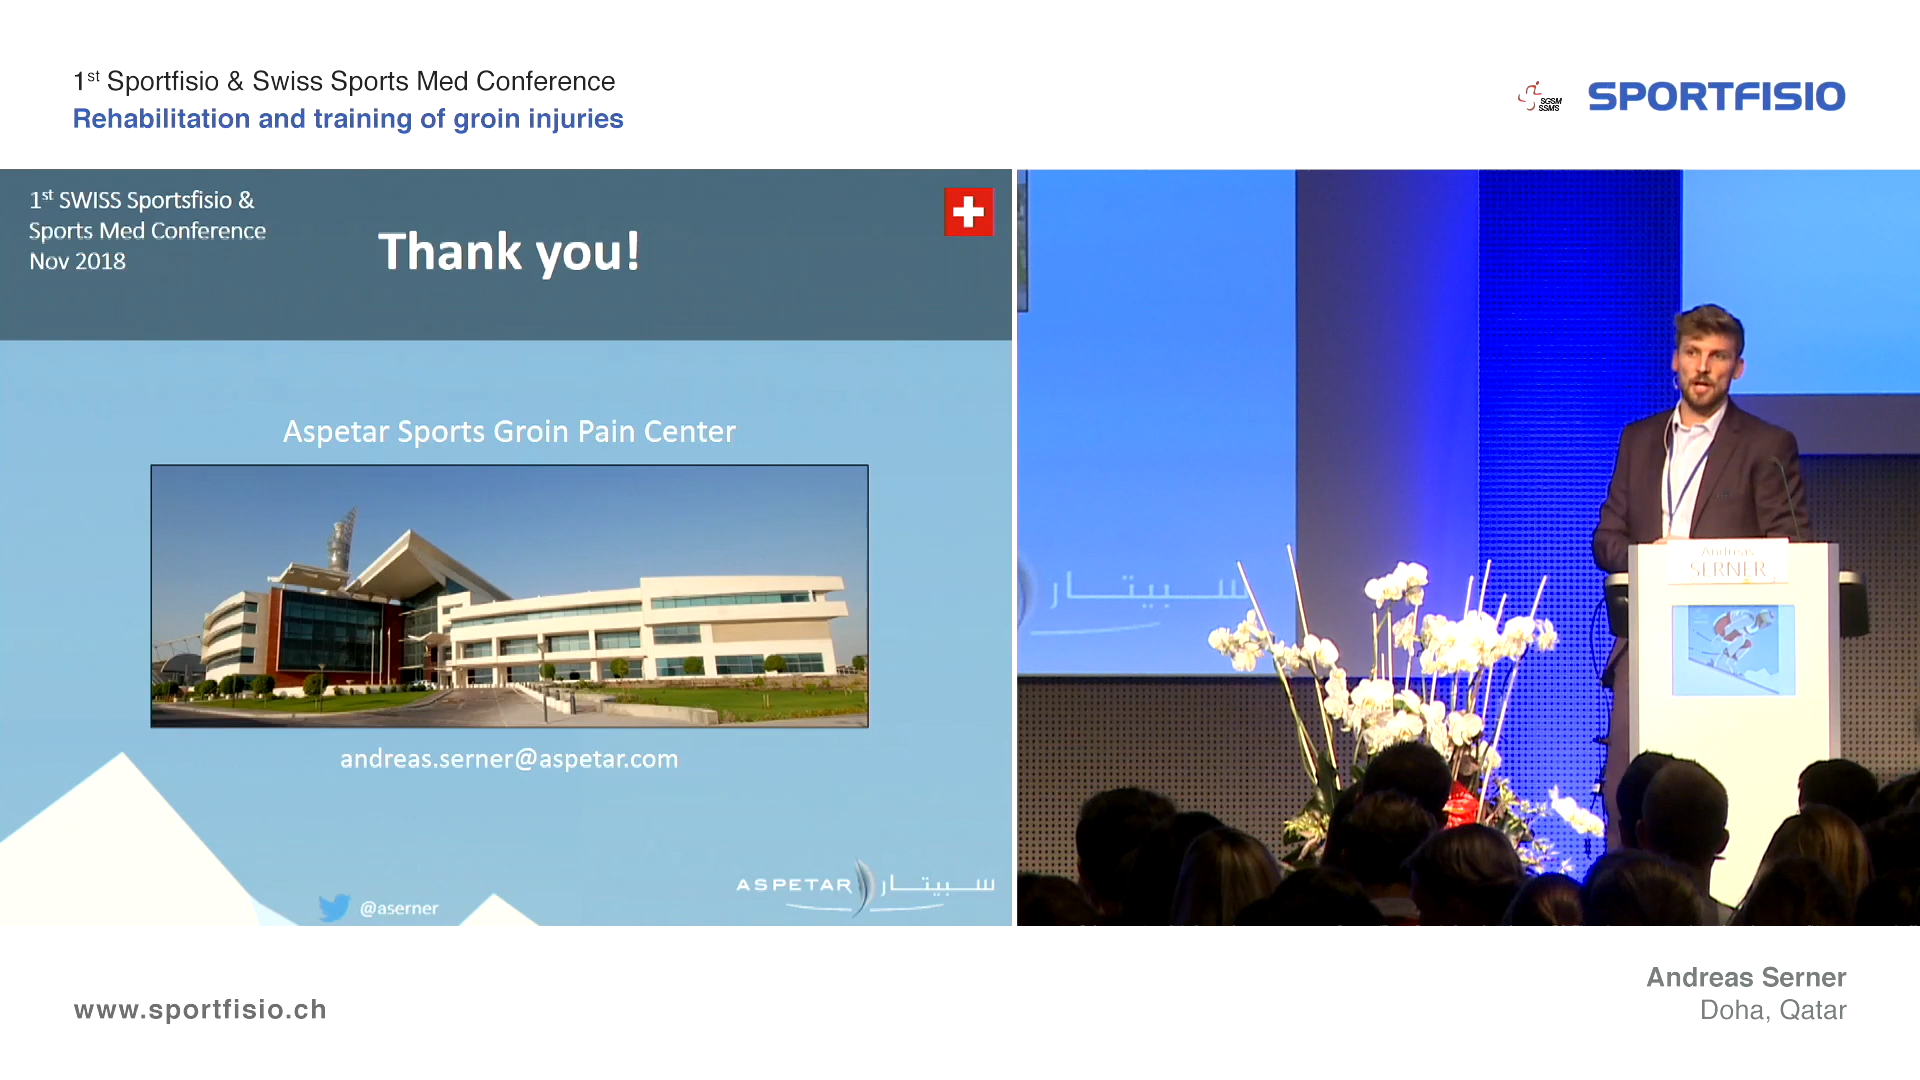 1st Sportfisio & Swiss Sports Med Conference
Rehabilitation and training of groin injuries
SGSM
SSMS
SPORTFISIO
1st SWISS Sportsfisio &
Sports Med Conference
Nov 2018
Thank you!
Aspetar Sports Groin Pain Center
andreas.serner@aspetar.com
@aserner
ASPETAR سبيتار
سبيتار
Andreas
SERNER
Andreas Serner
Doha, Qatar
www.sportfisio.ch